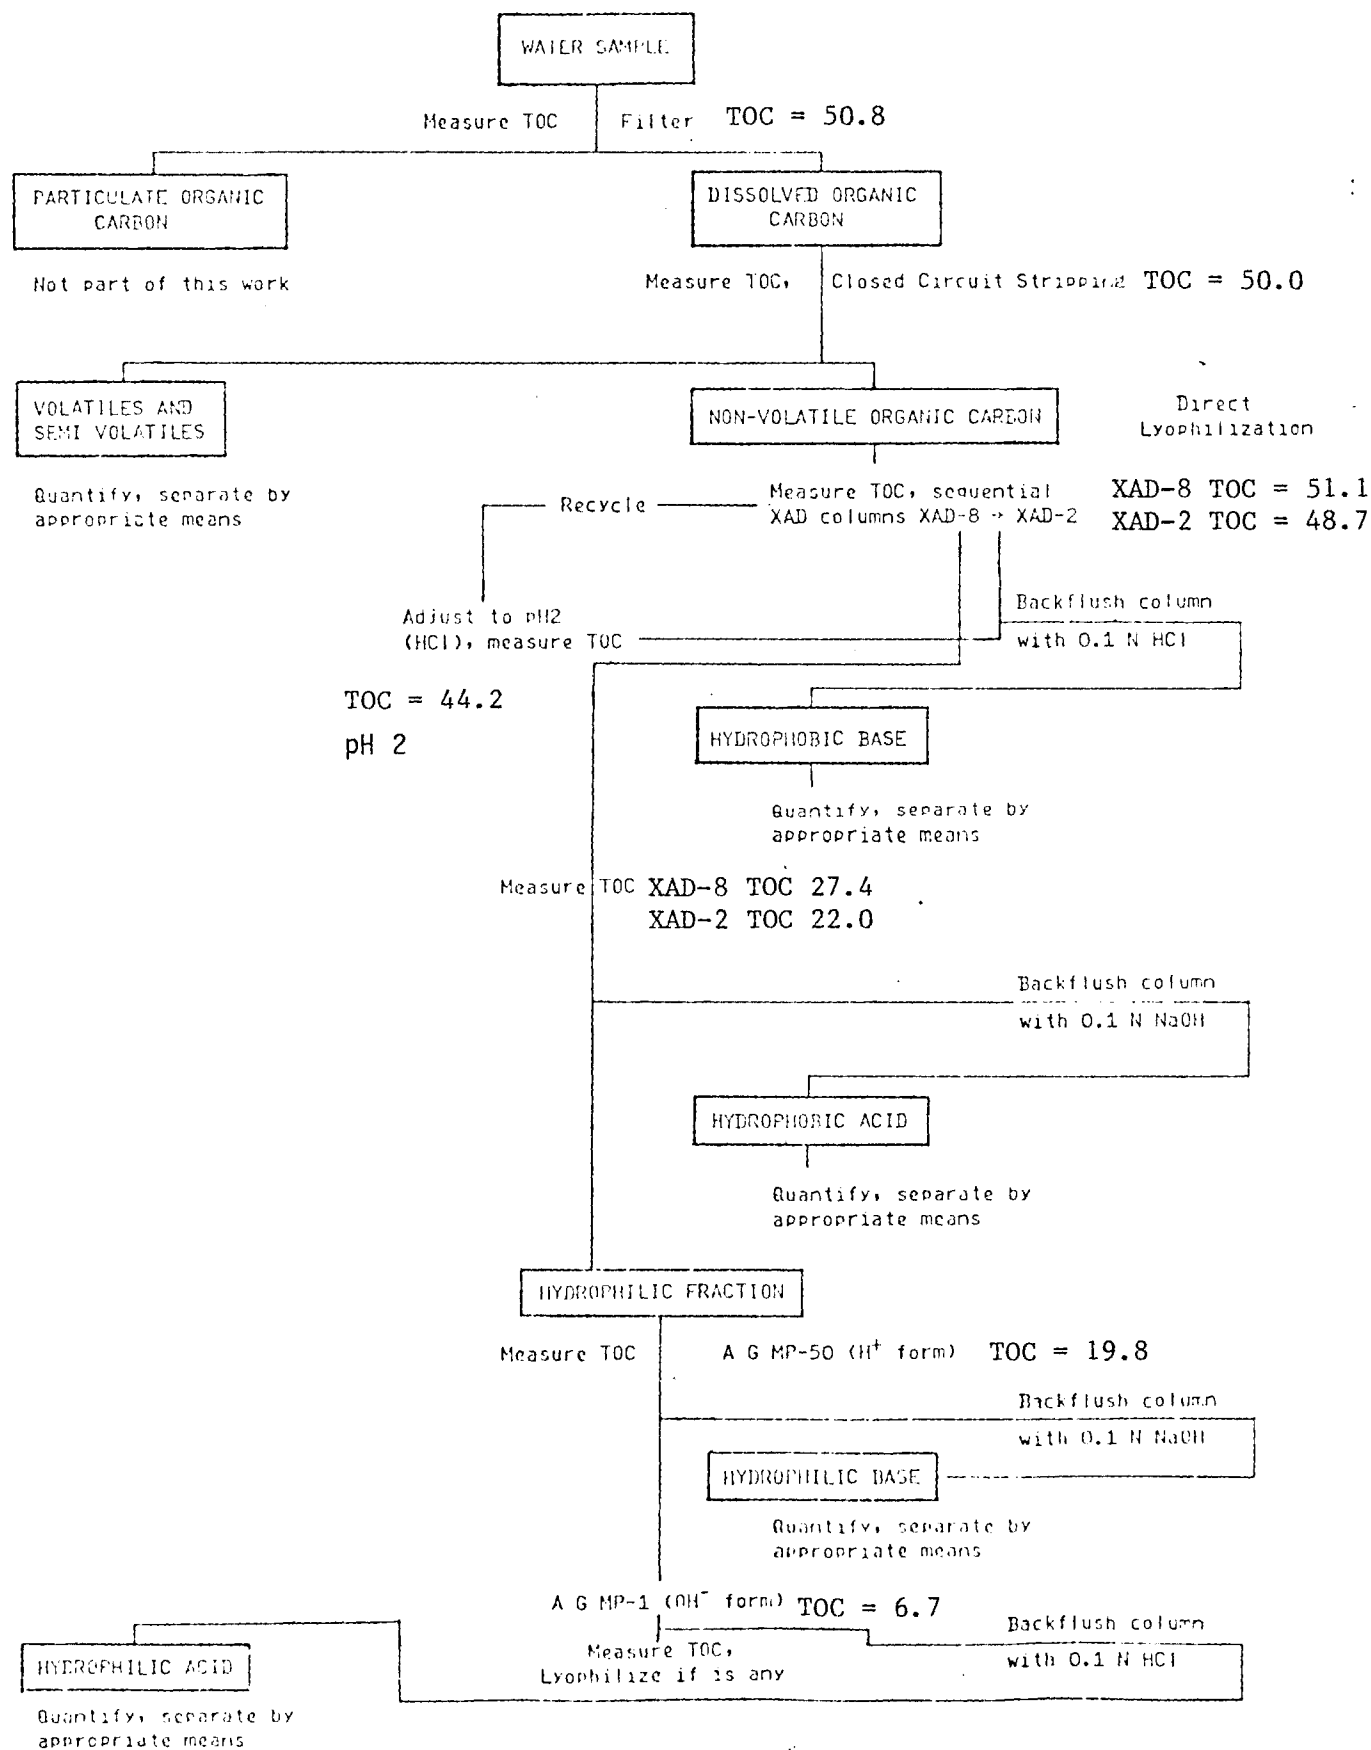 WATER SAMPLE
Measure TOC Filter TOC = 50.8
PARTICULATE ORGANIC
CARBON
DISSOLVED ORGANIC
CARBON
Not part of this work
Measure TOC, Closed Circuit Stripping TOC = 50.0
VOLATILES AND
SEMI VOLATILES
NON-VOLATILE ORGANIC CARBON
Direct
Lyophilization
Quantify, separate by
appropriate means
Recycle
Measure TOC, sequential
XAD columns XAD-8 → XAD-2
XAD-8 TOC = 51.1
XAD-2 TOC = 48.7
Adjust to pH2
(HCl), measure TOC
Backflush column
with 0.1 N HCl
TOC = 44.2
pH 2
HYDROPHOBIC BASE
Quantify, separate by
appropriate means
Measure TOC XAD-8 TOC 27.4
XAD-2 TOC 22.0
Backflush column
with 0.1 N NaOH
HYDROPHOBIC ACID
Quantify, separate by
appropriate means
HYDROPHILIC FRACTION
Measure TOC A G MP-50 (H⁺ form) TOC = 19.8
Backflush column
with 0.1 N NaOH
HYDROPHILIC BASE
Quantify, separate by
appropriate means
A G MP-1 (OH⁻ form) TOC = 6.7
Measure TOC,
Lyophilize if is any
Backflush column
with 0.1 N HCl
HYDROPHILIC ACID
Quantify, separate by
appropriate means